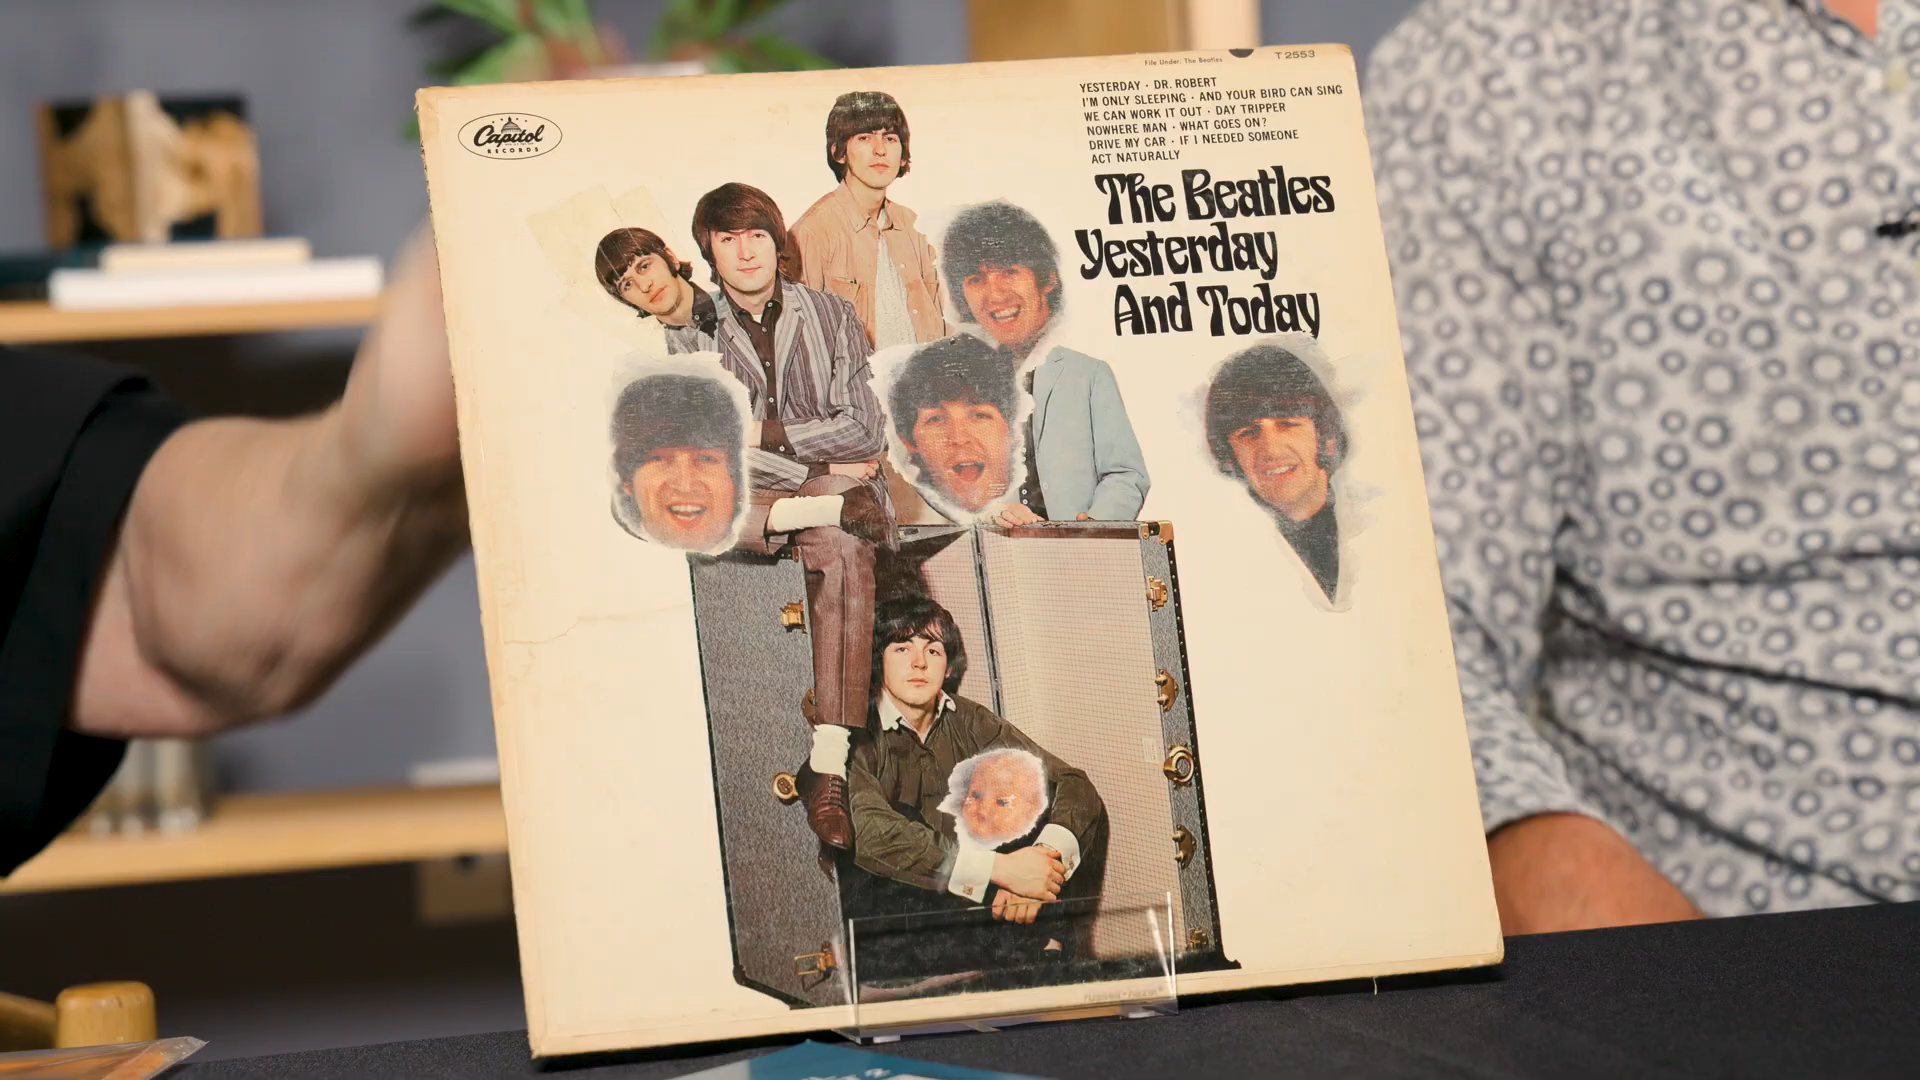 File Under: The Beatles
T 2553
Capitol
RECORDS
YESTERDAY · DR. ROBERT
I'M ONLY SLEEPING · AND YOUR BIRD CAN SING
WE CAN WORK IT OUT · DAY TRIPPER
NOWHERE MAN · WHAT GOES ON?
DRIVE MY CAR · IF I NEEDED SOMEONE
ACT NATURALLY
The Beatles
Yesterday
And Today